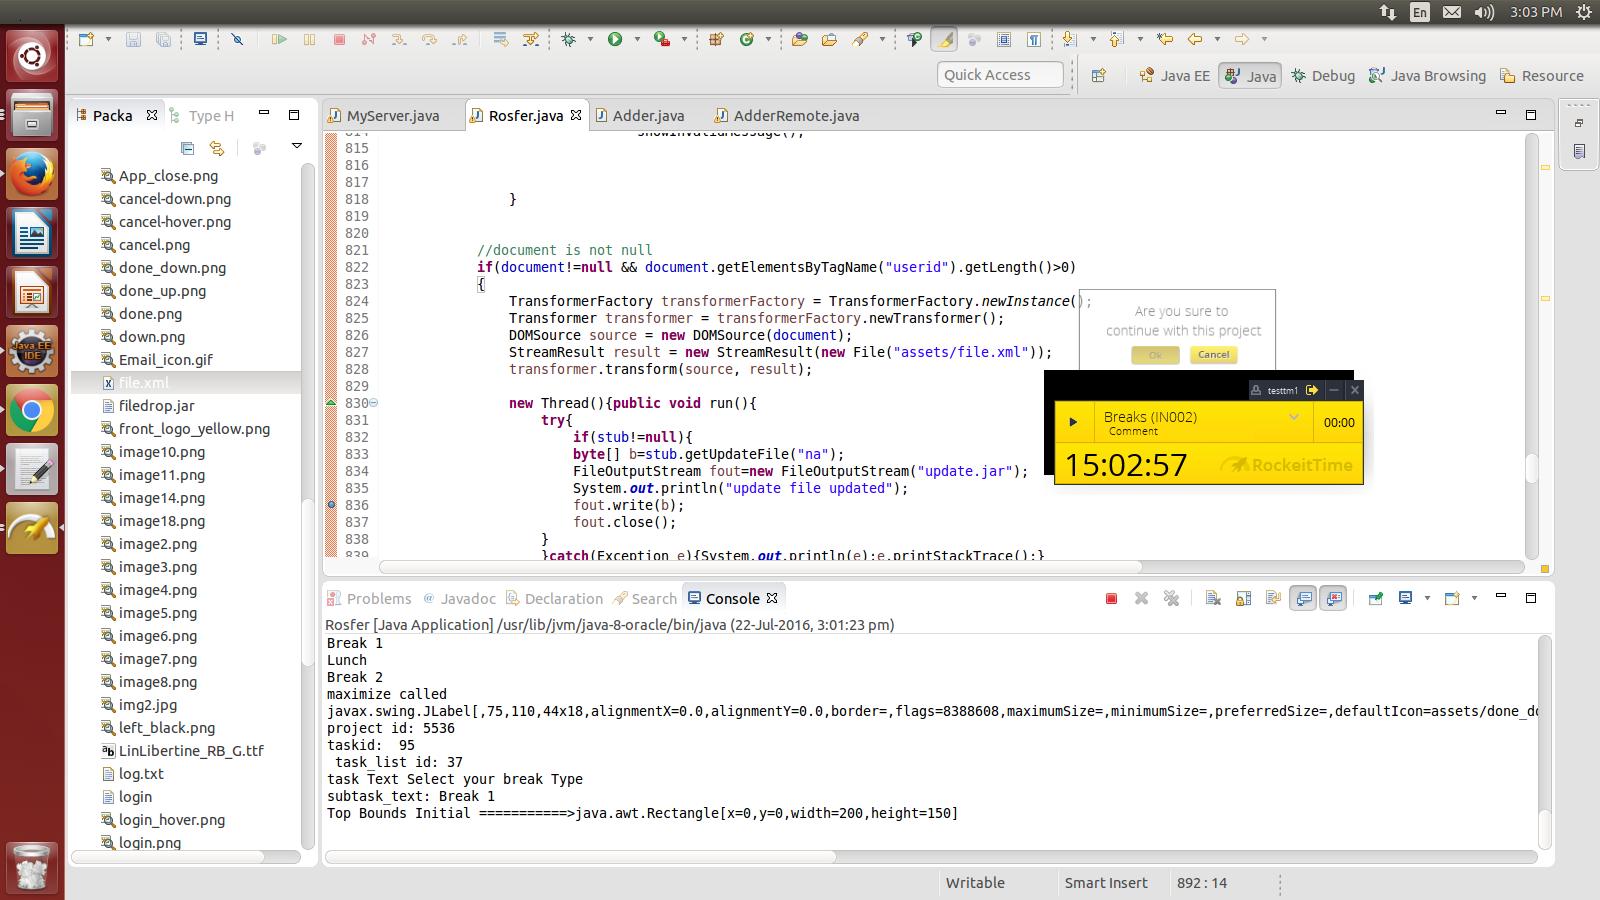 En
3:03 PM
Quick Access
Java EE
Java
Debug
Java Browsing
Resource
Packa
Type H
MyServer.java
Rosfer.java
Adder.java
AdderRemote.java
App_close.png
cancel-down.png
cancel-hover.png
cancel.png
done_down.png
done_up.png
done.png
down.png
Email_icon.gif
file.xml
filedrop.jar
front_logo_yellow.png
image10.png
image11.png
image14.png
image18.png
image2.png
image3.png
image4.png
image5.png
image6.png
image7.png
image8.png
img2.jpg
left_black.png
LinLibertine_RB_G.ttf
log.txt
login
login_hover.png
login.png
814 showInvalidMessage();
815
816
817
818 }
819
820
821 //document is not null
822 if(document!=null && document.getElementsByTagName("userid").getLength()>0)
823 {
824 TransformerFactory transformerFactory = TransformerFactory.newInstance();
825 Transformer transformer = transformerFactory.newTransformer();
826 DOMSource source = new DOMSource(document);
827 StreamResult result = new StreamResult(new File("assets/file.xml"));
828 transformer.transform(source, result);
829
830 new Thread(){public void run(){
831 try{
832 if(stub!=null){
833 byte[] b=stub.getUpdateFile("na");
834 FileOutputStream fout=new FileOutputStream("update.jar");
835 System.out.println("update file updated");
836 fout.write(b);
837 fout.close();
838 }
839 }catch(Exception e){System.out.println(e);e.printStackTrace();}
Are you sure to
continue with this project
Ok
Cancel
testtm1
Breaks (IN002)
Comment
00:00
15:02:57
RockeitTime
Java EE
IDE
Problems
@ Javadoc
Declaration
Search
Console
Rosfer [Java Application] /usr/lib/jvm/java-8-oracle/bin/java (22-Jul-2016, 3:01:23 pm)
Break 1
Lunch
Break 2
maximize called
javax.swing.JLabel[,75,110,44x18,alignmentX=0.0,alignmentY=0.0,border=,flags=8388608,maximumSize=,minimumSize=,preferredSize=,defaultIcon=assets/done_do
project id: 5536
taskid:  95
task_list id: 37
task Text Select your break Type
subtask_text: Break 1
Top Bounds Initial ===========>java.awt.Rectangle[x=0,y=0,width=200,height=150]
Writable
Smart Insert
892 : 14